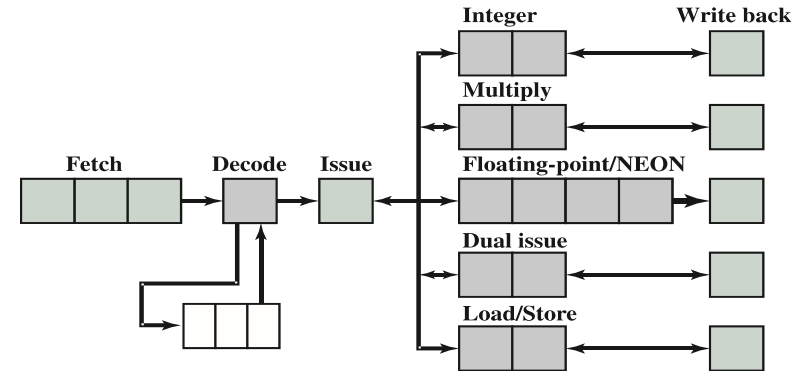 Integer
Write back
Multiply
Fetch
Decode
Issue
Floating-point/NEON
Dual issue
Load/Store